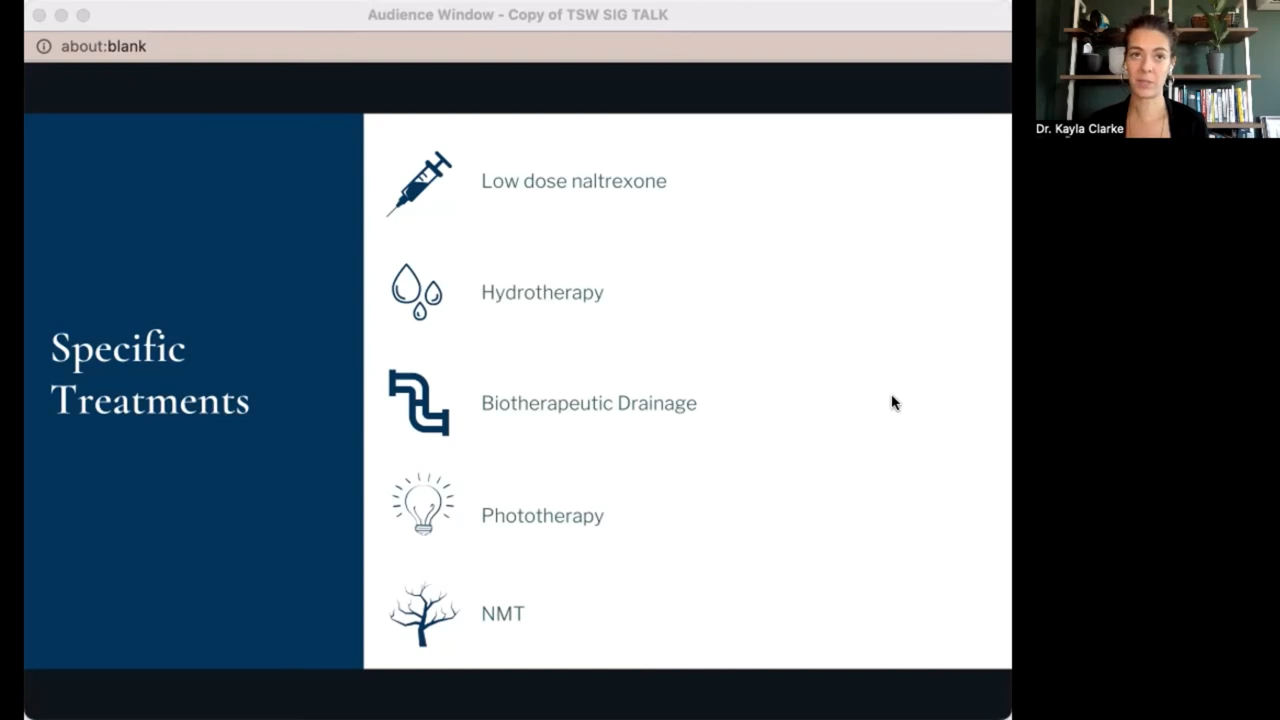 Audience Window - Copy of TSW SIG TALK
about:blank
Dr. Kayla Clarke
Specific
Treatments
Low dose naltrexone
Hydrotherapy
Biotherapeutic Drainage
Phototherapy
NMT